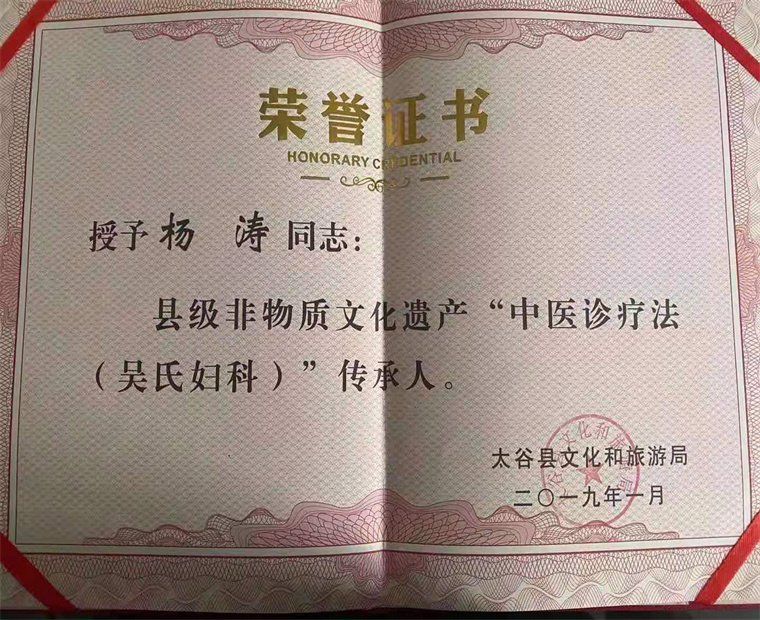 荣誉证书
HONORARY CREDENTIAL
授予 杨 涛 同志：
县级非物质文化遗产“中医诊疗法
（吴氏妇科）”传承人。
太谷县文化和旅游局
二〇一九年一月